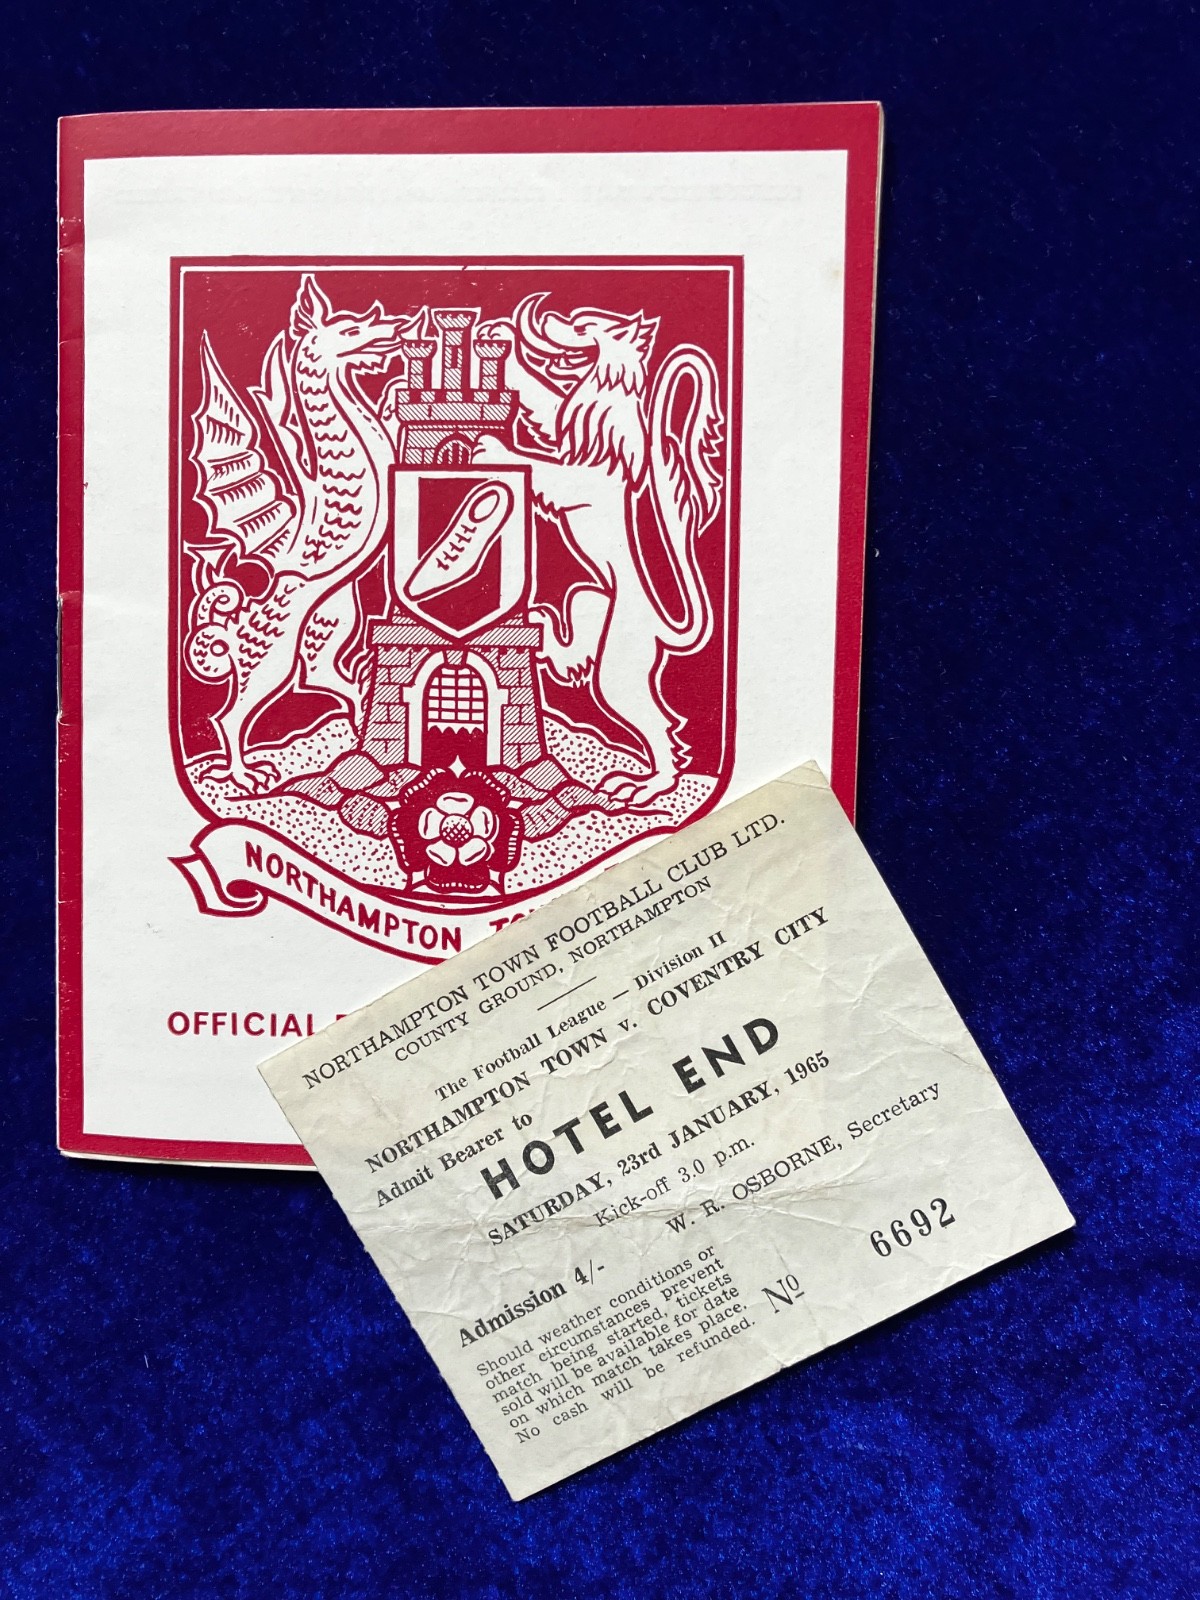 NORTHAMPTON
OFFICIAL
NORTHAMPTON TOWN FOOTBALL CLUB LTD.
COUNTY GROUND, NORTHAMPTON
The Football League — Division II
NORTHAMPTON TOWN v. COVENTRY CITY
Admit Bearer to
HOTEL END
SATURDAY, 23rd JANUARY, 1965
Kick-off 3.0 p.m.
W. R. OSBORNE, Secretary
Admission 4/-
Should weather conditions or
other circumstances prevent
match being started, tickets
sold will be available for date
on which match takes place.
No cash will be refunded.
Nº 6692